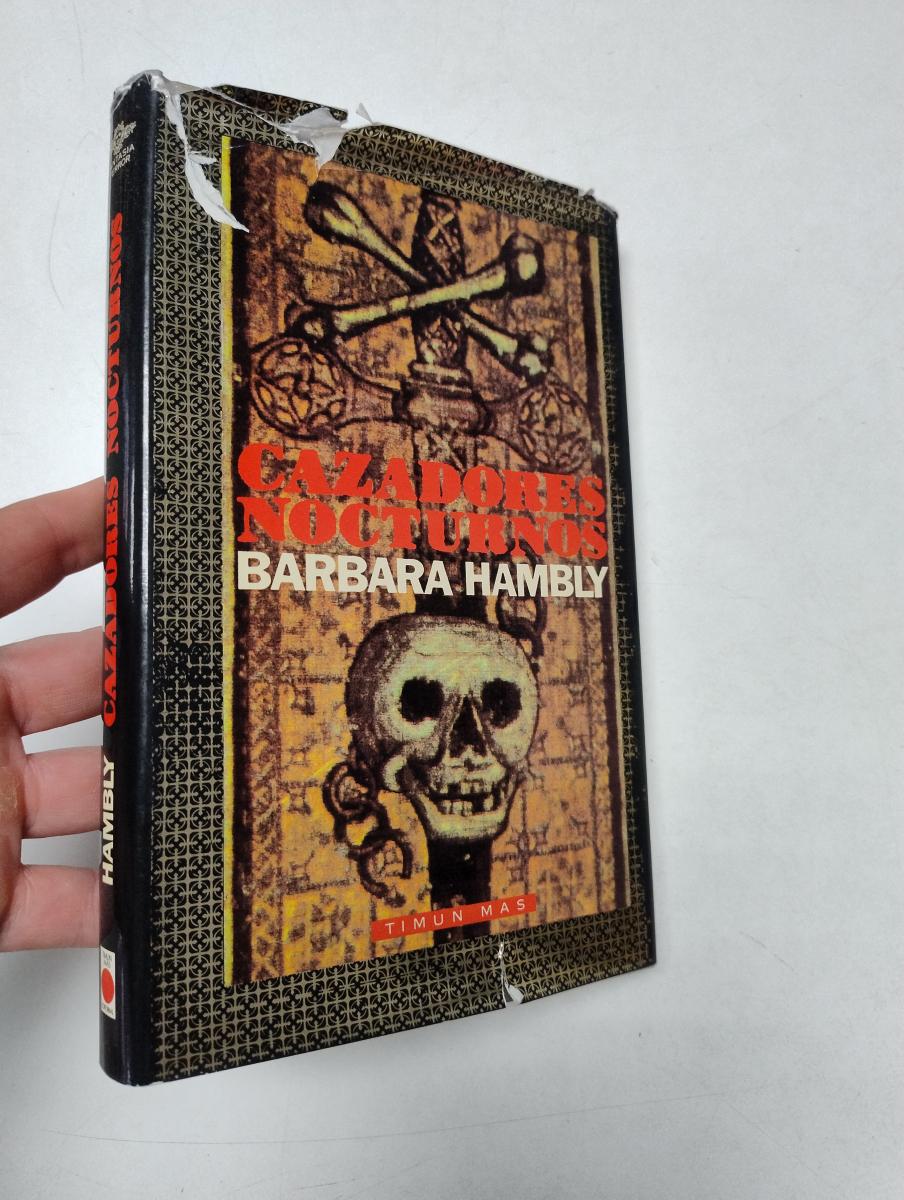 CAZADORES
NOCTURNOS
BARBARA HAMBLY
TIMUN MAS
HAMBLY CAZADORES NOCTURNOS